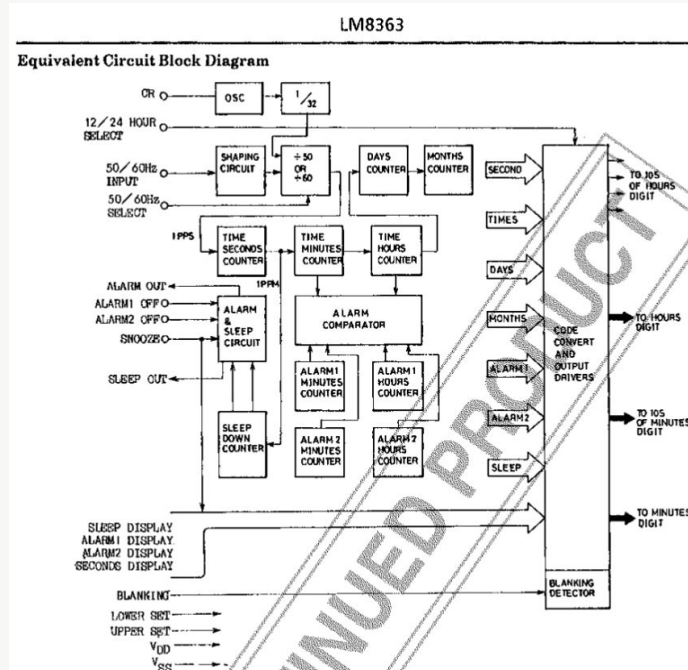 LM8363
Equivalent Circuit Block Diagram
CR
OSC
1/32
12/24 HOUR
SELECT
50/60Hz
INPUT
SHAPING
CIRCUIT
÷50
OR
÷60
DAYS
COUNTER
MONTHS
COUNTER
SECOND
TO 10S
OF HOURS
DIGIT
50/60Hz
SELECT
TIMES
1PPS
TIME
SECONDS
COUNTER
TIME
MINUTES
COUNTER
TIME
HOURS
COUNTER
DAYS
1PPM
ALARM OUT
ALARM1 OFF
ALARM2 OFF
SNOOZE
ALARM
&
SLEEP
CIRCUIT
ALARM
COMPARATOR
MONTHS
CODE
CONVERT
AND
OUTPUT
DRIVERS
TO HOURS
DIGIT
SLEEP OUT
ALARM1
MINUTES
COUNTER
ALARM1
HOURS
COUNTER
ALARM1
SLEEP
DOWN
COUNTER
ALARM2
MINUTES
COUNTER
ALARM2
HOURS
COUNTER
ALARM2
TO 10S
OF MINUTES
DIGIT
SLEEP
SLEEP DISPLAY
ALARM1 DISPLAY
ALARM2 DISPLAY
SECONDS DISPLAY
TO MINUTES
DIGIT
BLANKING
BLANKING
DETECTOR
LOWER SET
UPPER SET
VDD
VSS
INUED PRODUCT